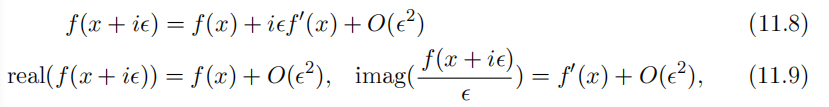 f(x + iϵ) = f(x) + iϵf′(x) + O(ϵ²) (11.8)
real(f(x + iϵ)) = f(x) + O(ϵ²), imag(f(x + iϵ)/ϵ) = f′(x) + O(ϵ²), (11.9)